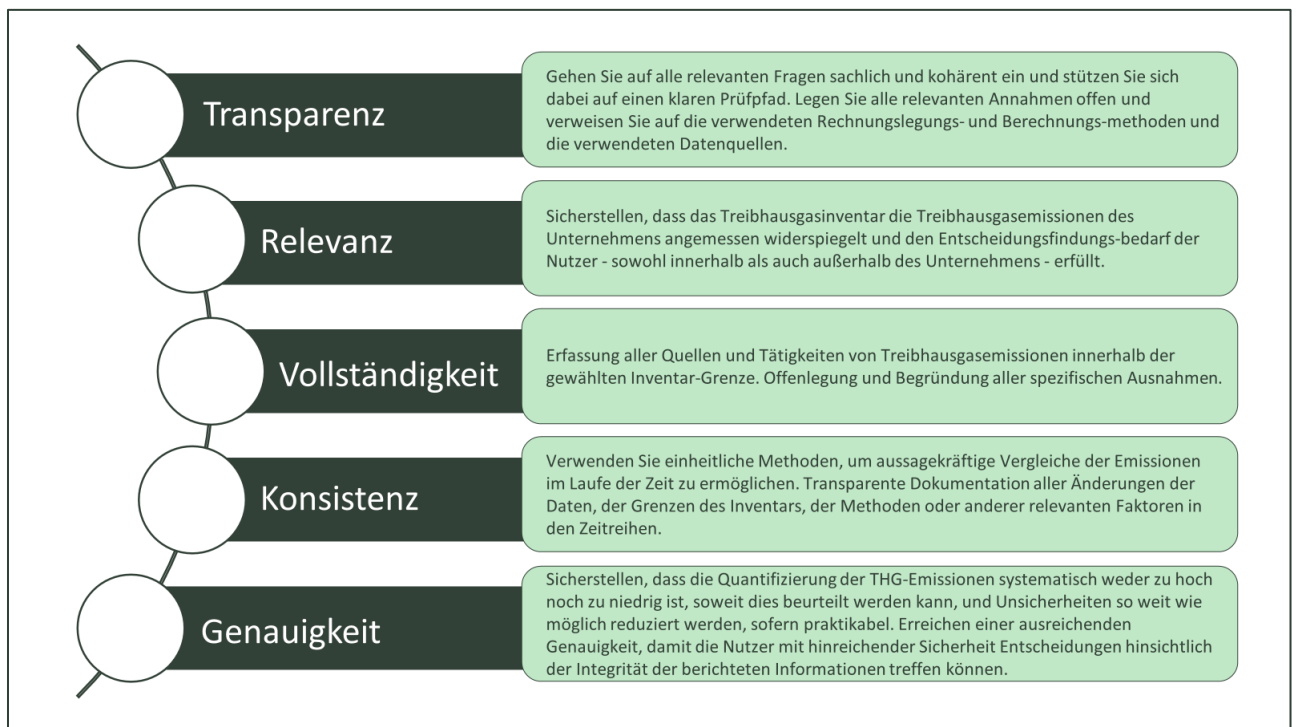 Transparenz
Gehen Sie auf alle relevanten Fragen sachlich und kohärent ein und stützen Sie sich
dabei auf einen klaren Prüfpfad. Legen Sie alle relevanten Annahmen offen und
verweisen Sie auf die verwendeten Rechnungslegungs- und Berechnungs-methoden und
die verwendeten Datenquellen.
Relevanz
Sicherstellen, dass das Treibhausgasinventar die Treibhausgasemissionen des
Unternehmens angemessen widerspiegelt und den Entscheidungsfindungs-bedarf der
Nutzer - sowohl innerhalb als auch außerhalb des Unternehmens - erfüllt.
Vollständigkeit
Erfassung aller Quellen und Tätigkeiten von Treibhausgasemissionen innerhalb der
gewählten Inventar-Grenze. Offenlegung und Begründung aller spezifischen Ausnahmen.
Konsistenz
Verwenden Sie einheitliche Methoden, um aussagekräftige Vergleiche der Emissionen
im Laufe der Zeit zu ermöglichen. Transparente Dokumentation aller Änderungen der
Daten, der Grenzen des Inventars, der Methoden oder anderer relevanten Faktoren in
den Zeitreihen.
Genauigkeit
Sicherstellen, dass die Quantifizierung der THG-Emissionen systematisch weder zu hoch
noch zu niedrig ist, soweit dies beurteilt werden kann, und Unsicherheiten so weit wie
möglich reduziert werden, sofern praktikabel. Erreichen einer ausreichenden
Genauigkeit, damit die Nutzer mit hinreichender Sicherheit Entscheidungen hinsichtlich
der Integrität der berichteten Informationen treffen können.